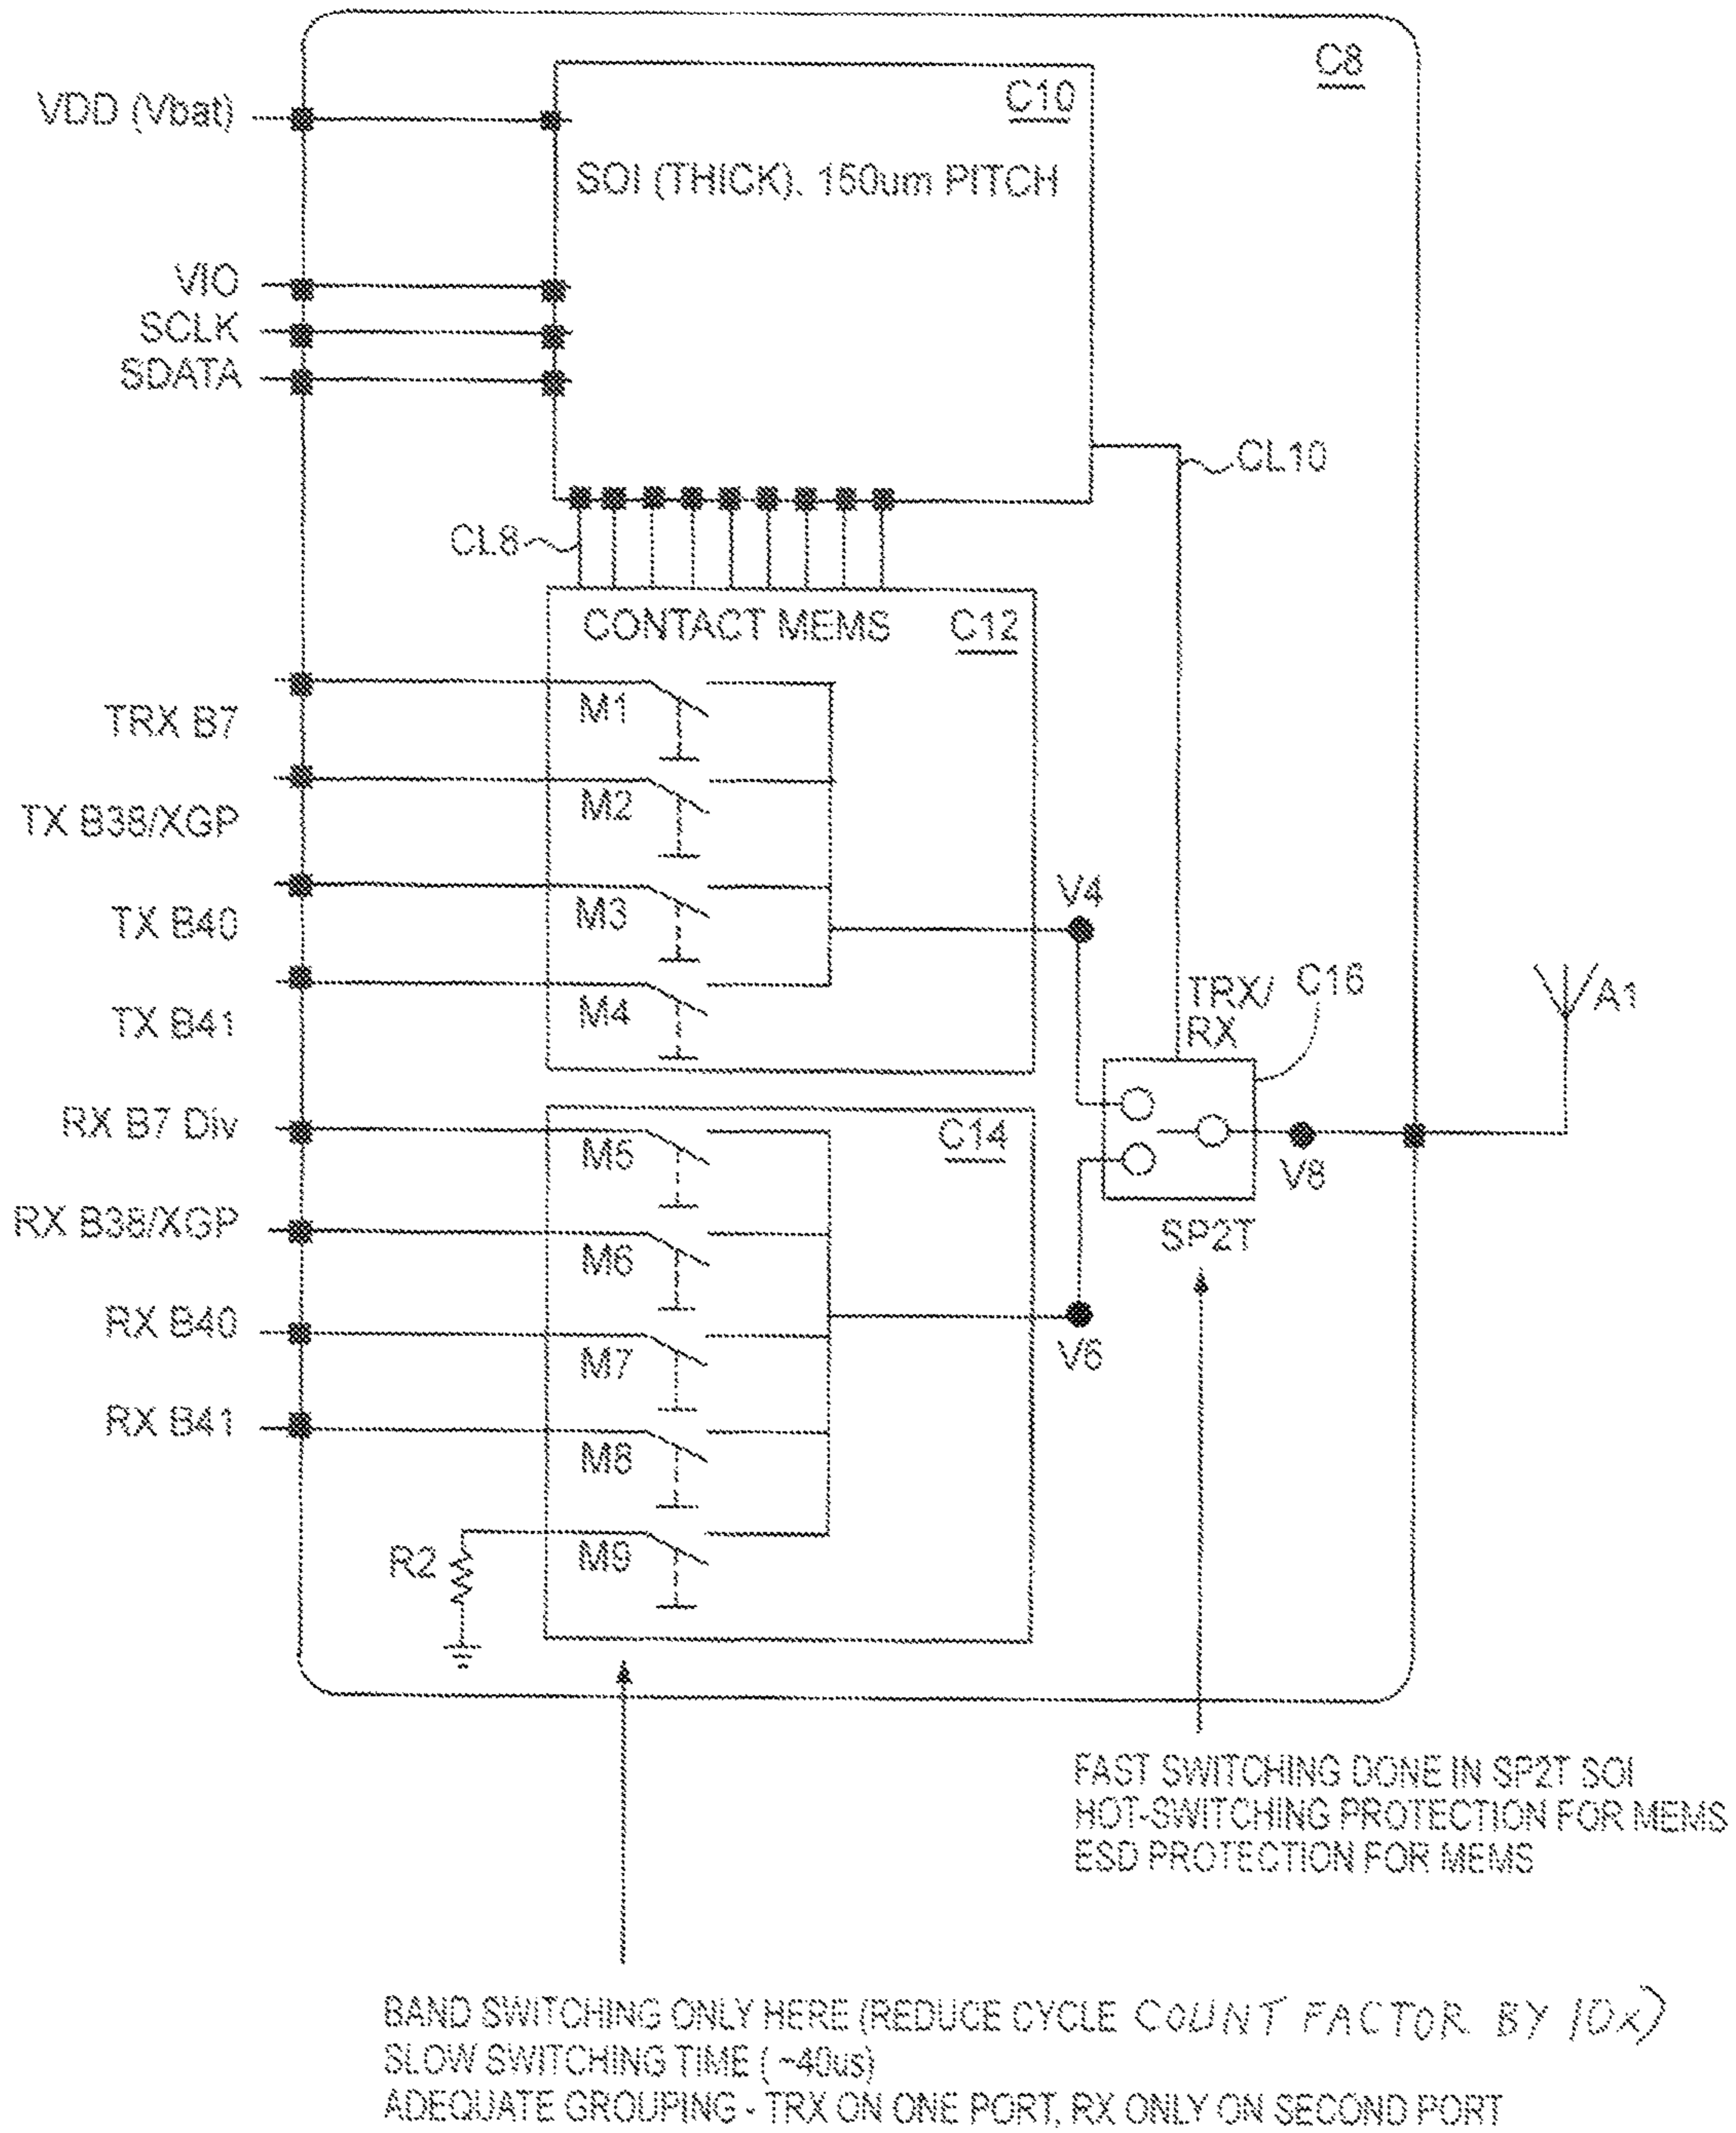 C8
C10
VDD (Vbat)
SOI (THICK). 150um PITCH
VIO
SCLK
SDATA
CL10
CL8
CONTACT MEMS
C12
TRX B7
M1
TX B38/XGP
M2
TX B40
M3
V4
TX B41
M4
TRX/
RX
C16
A1
RX B7 Div
M5
C14
V8
RX B38/XGP
M6
SP2T
RX B40
M7
V6
RX B41
M8
R2
M9
FAST SWITCHING DONE IN SP2T SOI
HOT-SWITCHING PROTECTION FOR MEMS
ESD PROTECTION FOR MEMS
BAND SWITCHING ONLY HERE (REDUCE CYCLE COUNT FACTOR BY 10x)
SLOW SWITCHING TIME ( ~40us)
ADEQUATE GROUPING - TRX ON ONE PORT, RX ONLY ON SECOND PORT